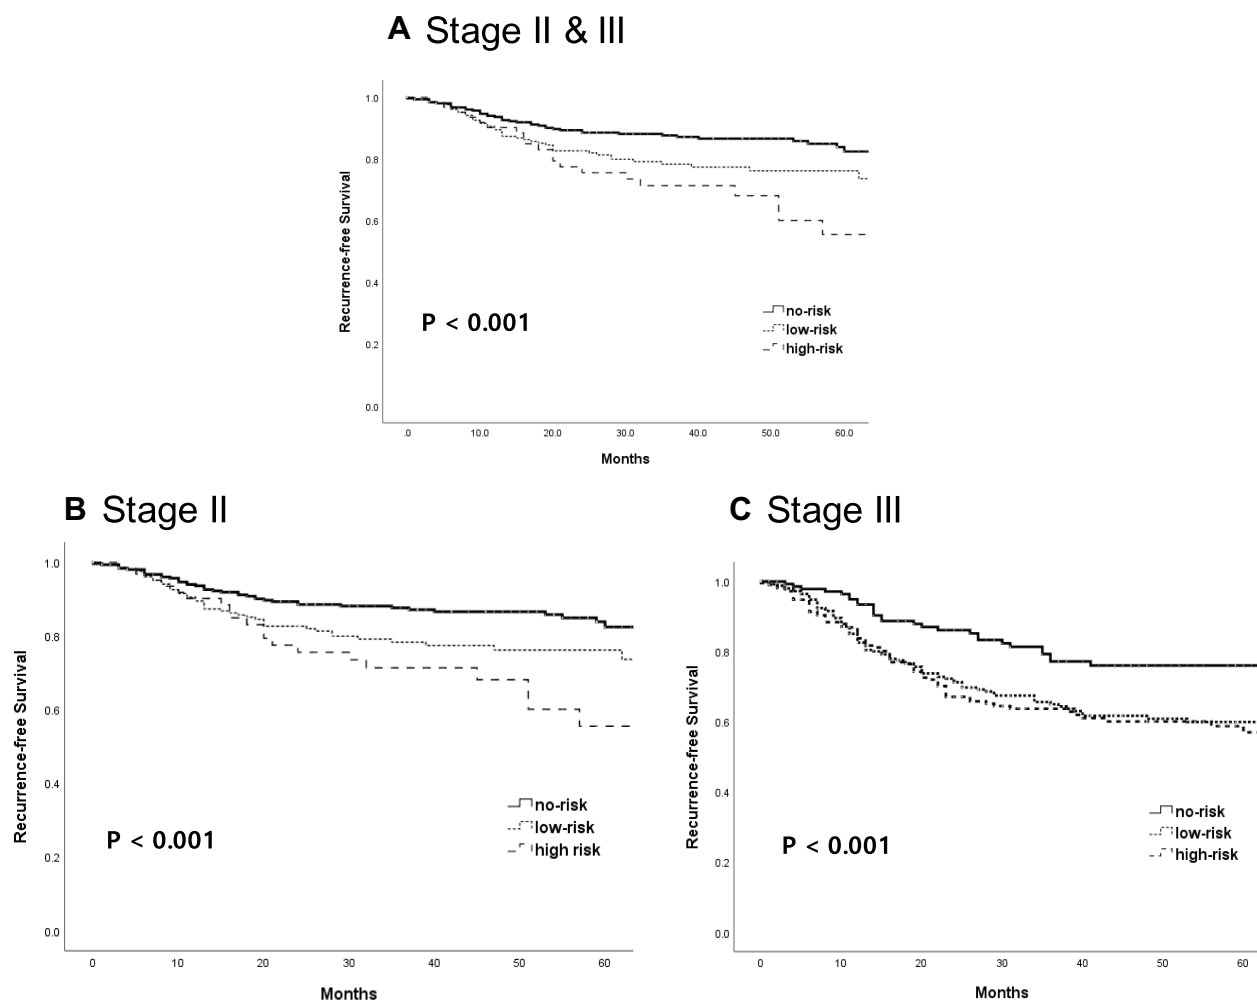 A Stage II & III
1.0
0.8
0.6
0.4
0.2
0.0
Recurrence-free Survival
P < 0.001
no-risk
low-risk
high-risk
.0 10.0 20.0 30.0 40.0 50.0 60.0
Months
B Stage II
1.0
0.8
0.6
0.4
0.2
0.0
Recurrence-free Survival
P < 0.001
no-risk
low-risk
high risk
0 10 20 30 40 50 60
Months
C Stage III
1.0
0.8
0.6
0.4
0.2
0.0
Recurrence-free Survival
P < 0.001
no-risk
low-risk
high-risk
0 10 20 30 40 50 60
Months